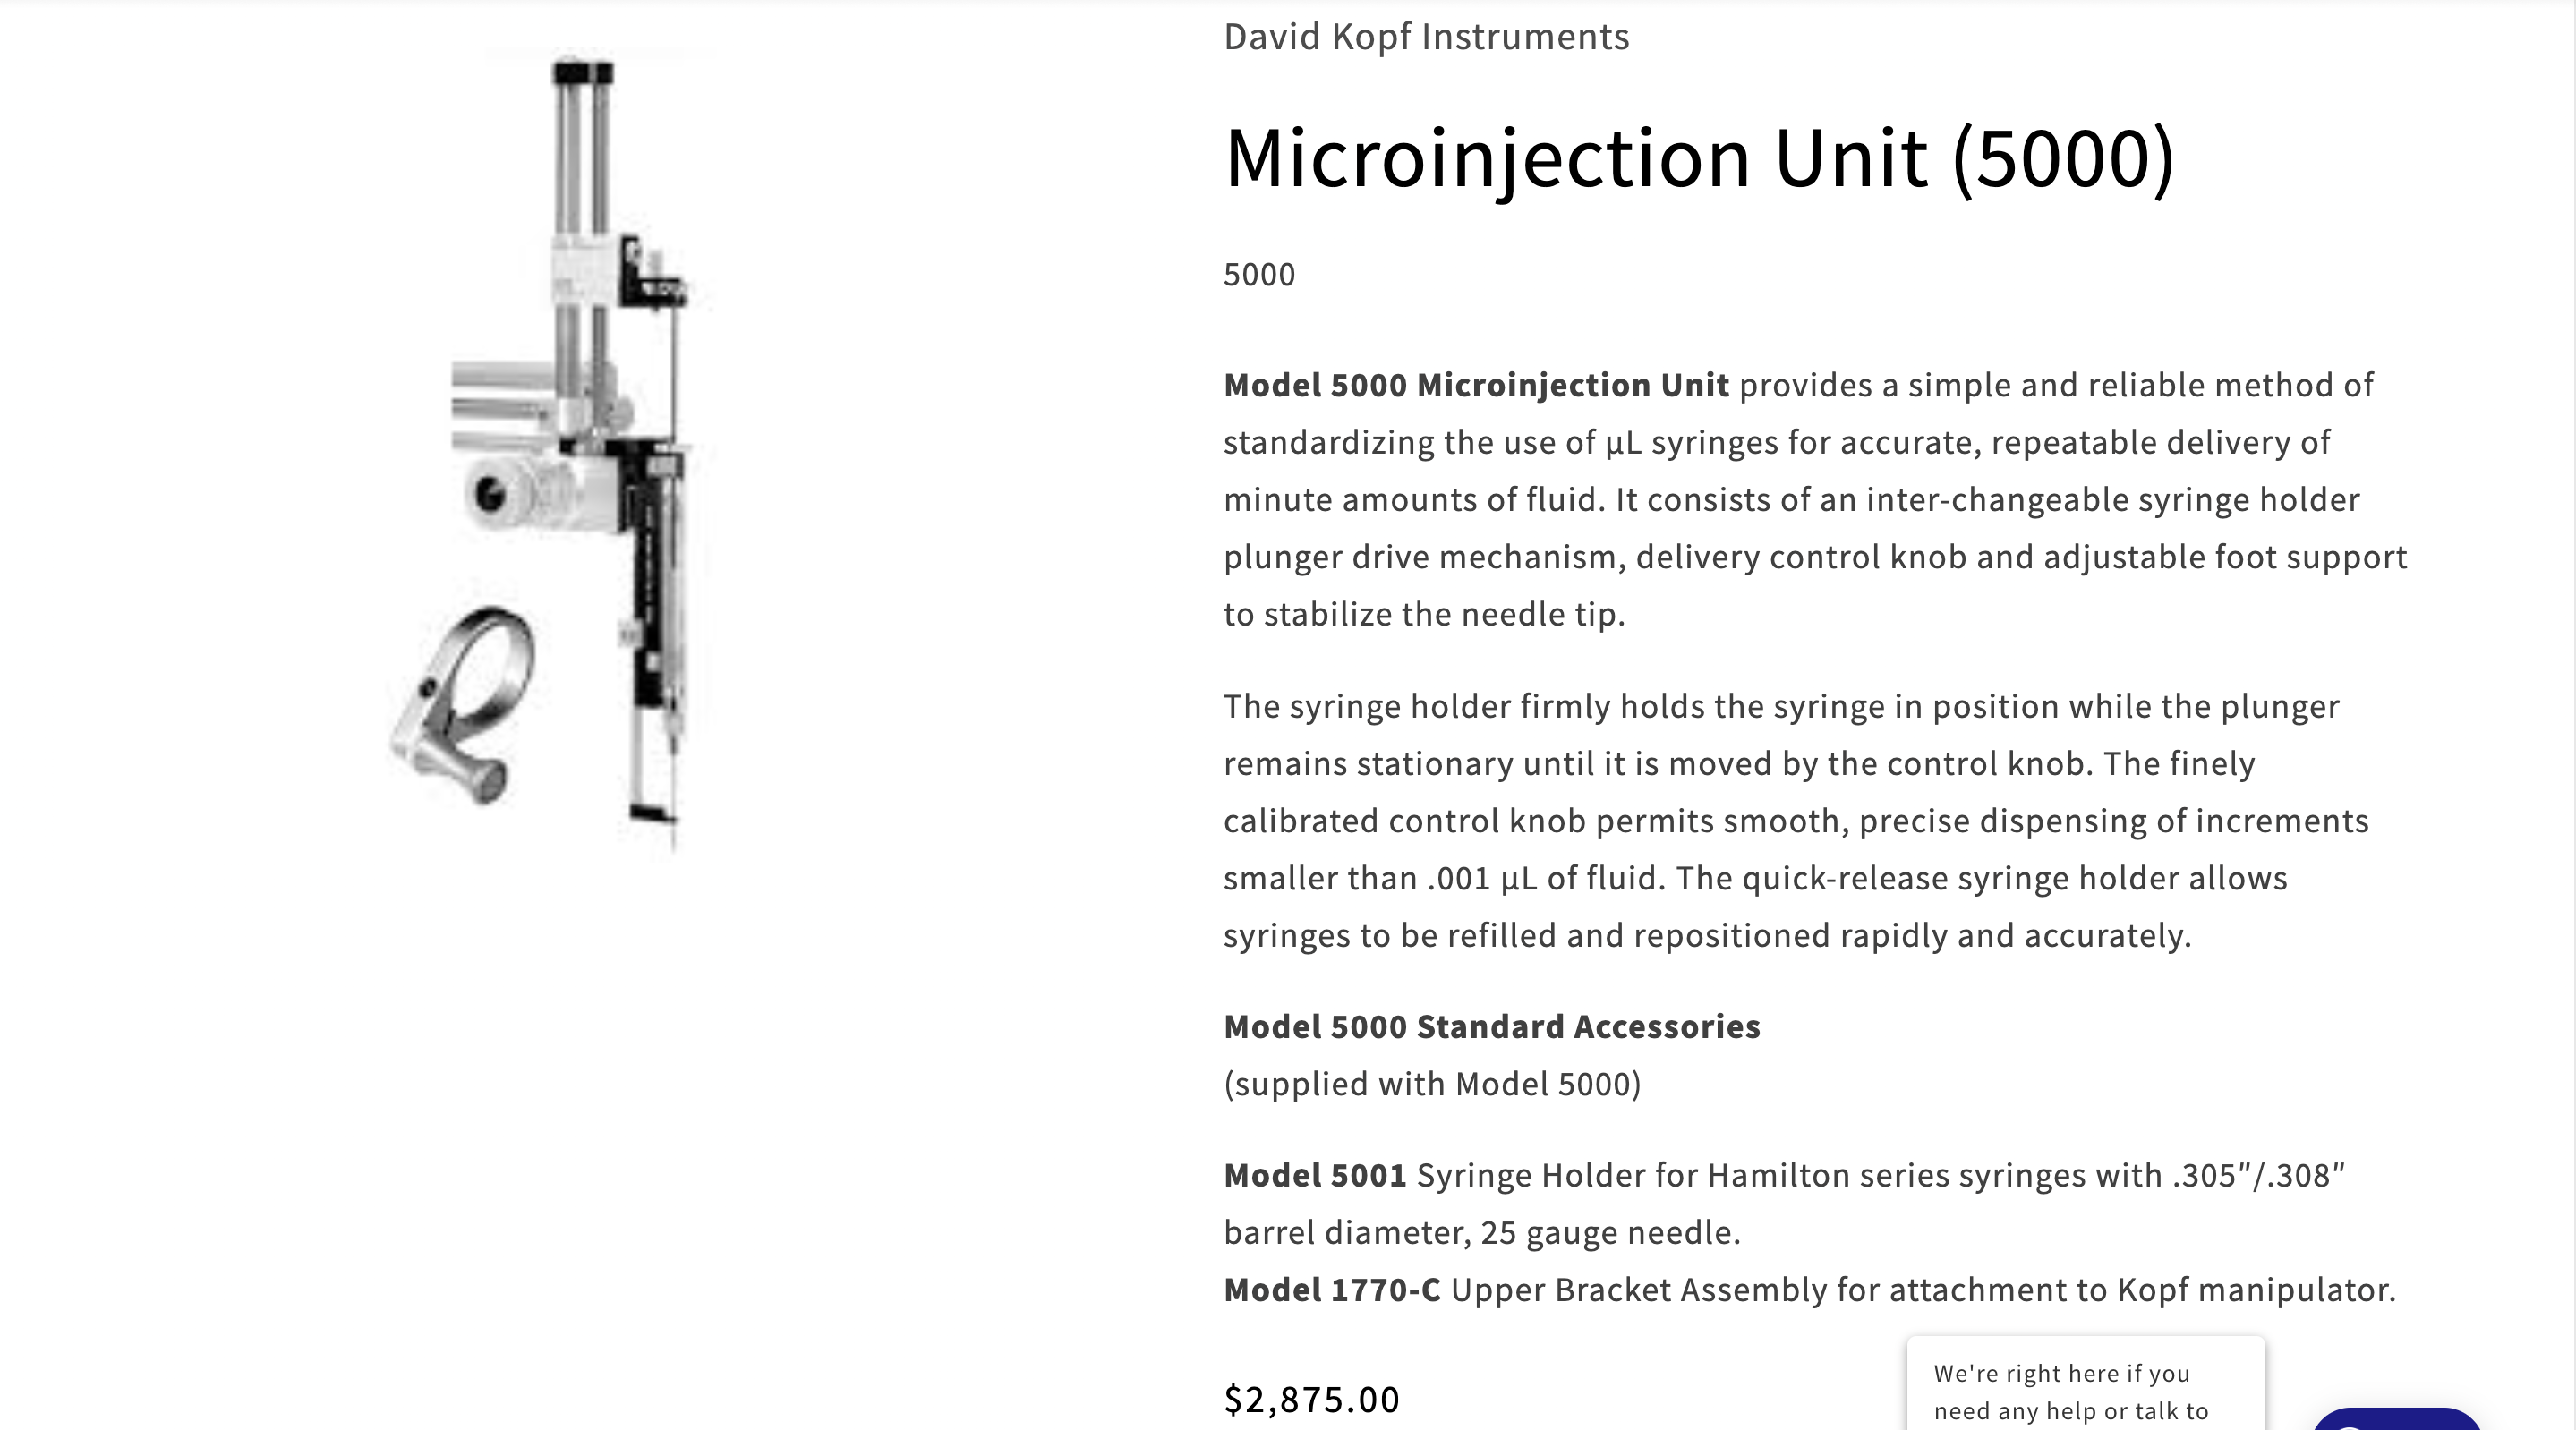 David Kopf Instruments
Microinjection Unit (5000)
5000
Model 5000 Microinjection Unit provides a simple and reliable method of
standardizing the use of µL syringes for accurate, repeatable delivery of
minute amounts of fluid. It consists of an inter-changeable syringe holder
plunger drive mechanism, delivery control knob and adjustable foot support
to stabilize the needle tip.
The syringe holder firmly holds the syringe in position while the plunger
remains stationary until it is moved by the control knob. The finely
calibrated control knob permits smooth, precise dispensing of increments
smaller than .001 µL of fluid. The quick-release syringe holder allows
syringes to be refilled and repositioned rapidly and accurately.
Model 5000 Standard Accessories
(supplied with Model 5000)
Model 5001 Syringe Holder for Hamilton series syringes with .305″/.308″
barrel diameter, 25 gauge needle.
Model 1770-C Upper Bracket Assembly for attachment to Kopf manipulator.
$2,875.00
We're right here if you
need any help or talk to